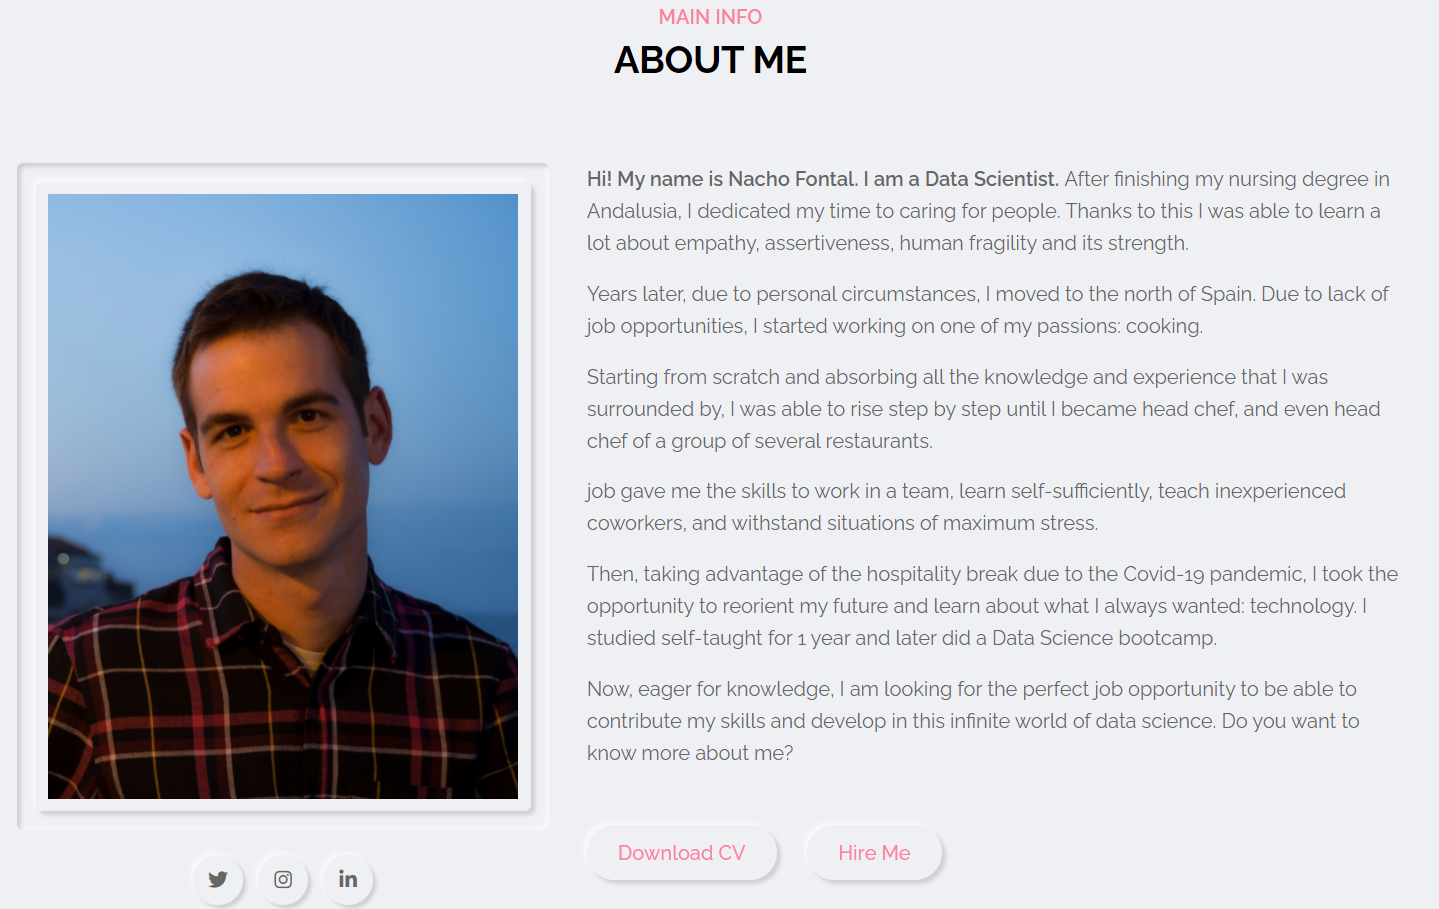 MAIN INFO
ABOUT ME
Hi! My name is Nacho Fontal. I am a Data Scientist. After finishing my nursing degree in
Andalusia, I dedicated my time to caring for people. Thanks to this I was able to learn a
lot about empathy, assertiveness, human fragility and its strength.
Years later, due to personal circumstances, I moved to the north of Spain. Due to lack of
job opportunities, I started working on one of my passions: cooking.
Starting from scratch and absorbing all the knowledge and experience that I was
surrounded by, I was able to rise step by step until I became head chef, and even head
chef of a group of several restaurants.
job gave me the skills to work in a team, learn self-sufficiently, teach inexperienced
coworkers, and withstand situations of maximum stress.
Then, taking advantage of the hospitality break due to the Covid-19 pandemic, I took the
opportunity to reorient my future and learn about what I always wanted: technology. I
studied self-taught for 1 year and later did a Data Science bootcamp.
Now, eager for knowledge, I am looking for the perfect job opportunity to be able to
contribute my skills and develop in this infinite world of data science. Do you want to
know more about me?
Download CV
Hire Me